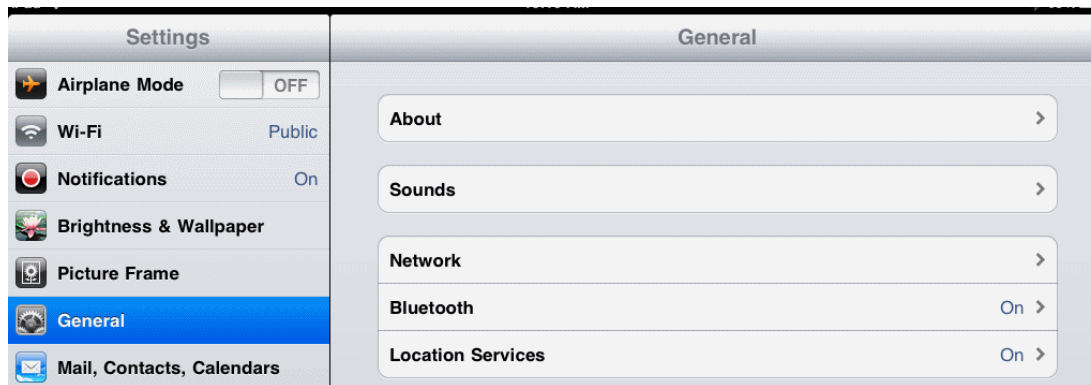 Settings
General
Airplane Mode OFF
Wi-Fi Public
Notifications On
Brightness & Wallpaper
Picture Frame
General
Mail, Contacts, Calendars
About
Sounds
Network
Bluetooth On
Location Services On